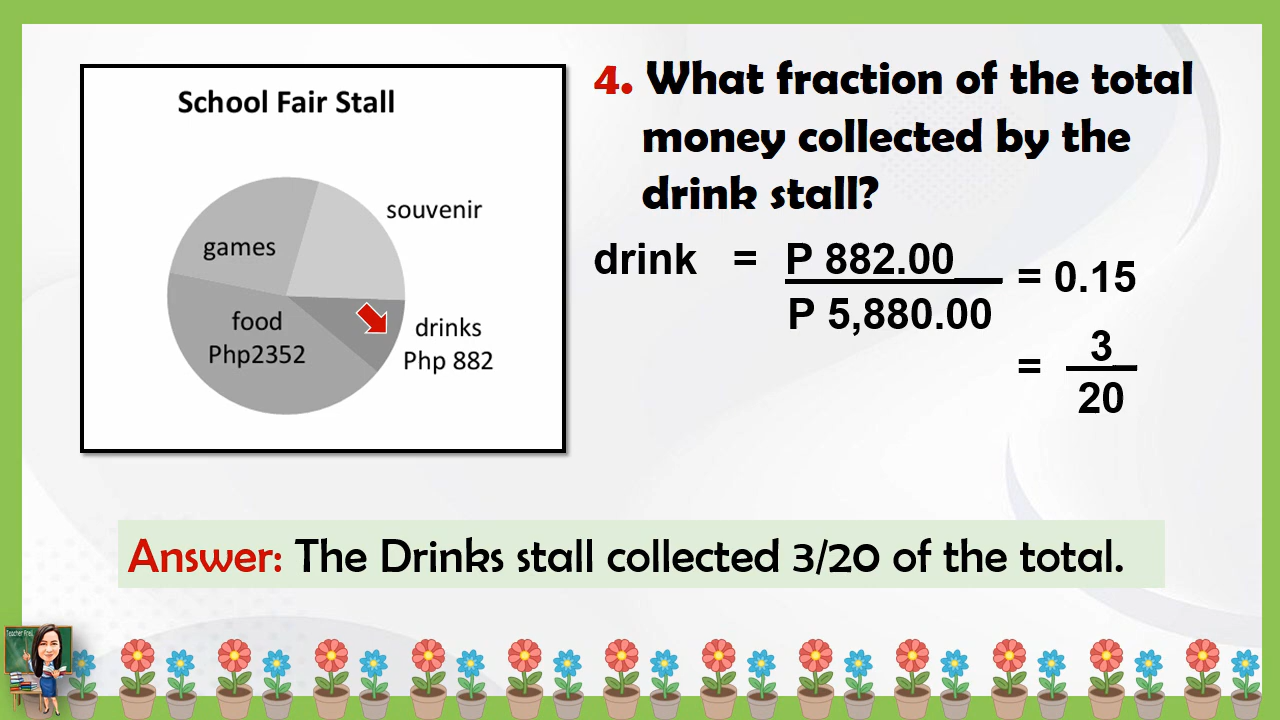 School Fair Stall
souvenir
games
food
Php2352
drinks
Php 882
4. What fraction of the total
money collected by the
drink stall?
drink = P 882.00__ = 0.15
P 5,880.00
= 3_
20
Answer: The Drinks stall collected 3/20 of the total.